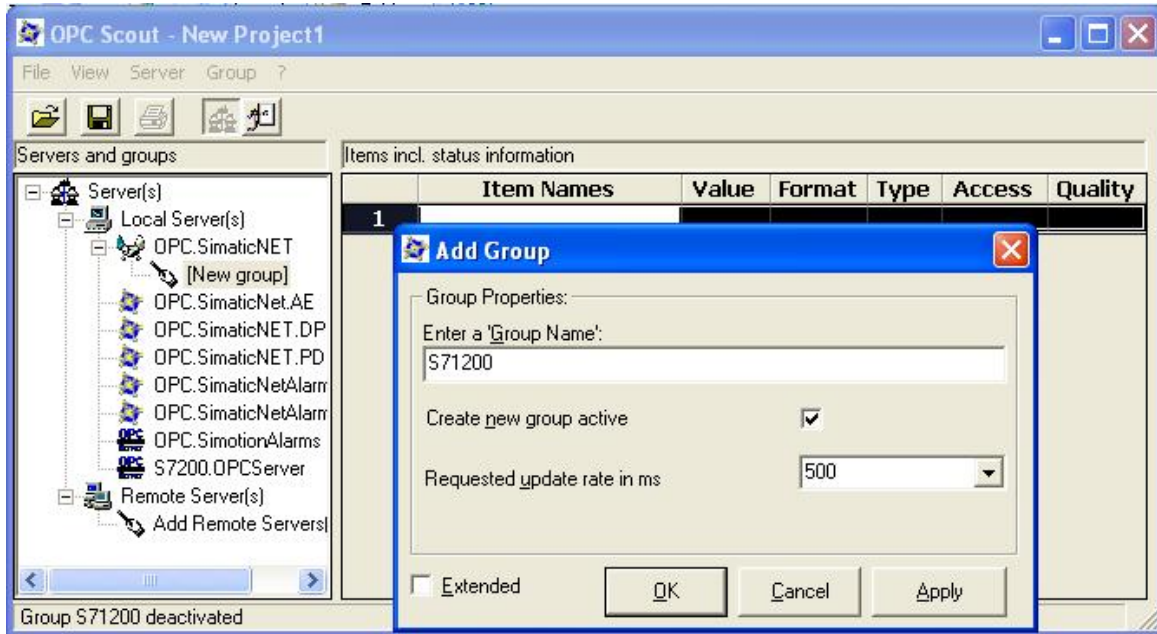 OPC Scout - New Project1
File View Server Group ?
Servers and groups
Items incl. status information
Server(s)
Local Server(s)
OPC.SimaticNET
[New group]
OPC.SimaticNet.AE
OPC.SimaticNET.DP
OPC.SimaticNET.PD
OPC.SimaticNetAlarm
OPC.SimaticNetAlarm
OPC.SimotionAlarms
S7200.OPCServer
Remote Server(s)
Add Remote Servers(
Item Names Value Format Type Access Quality
1
Add Group
Group Properties:
Enter a 'Group Name':
S71200
Create new group active
Requested update rate in ms
500
Extended
OK
Cancel
Apply
Group S71200 deactivated